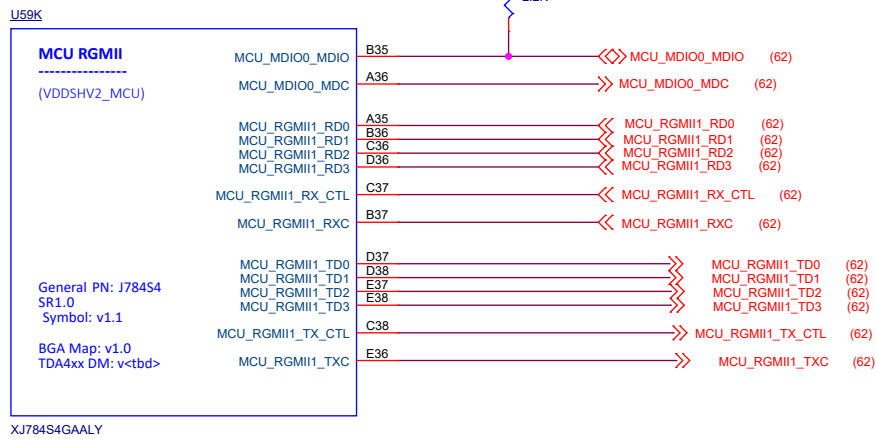 U59K
MCU RGMII
----------------
(VDDSHV2_MCU)
MCU_MDIO0_MDIO B35 MCU_MDIO0_MDIO (62)
MCU_MDIO0_MDC A36 MCU_MDIO0_MDC (62)
MCU_RGMII1_RD0 A35 MCU_RGMII1_RD0 (62)
MCU_RGMII1_RD1 B36 MCU_RGMII1_RD1 (62)
MCU_RGMII1_RD2 C36 MCU_RGMII1_RD2 (62)
MCU_RGMII1_RD3 D36 MCU_RGMII1_RD3 (62)
MCU_RGMII1_RX_CTL C37 MCU_RGMII1_RX_CTL (62)
MCU_RGMII1_RXC B37 MCU_RGMII1_RXC (62)
MCU_RGMII1_TD0 D37 MCU_RGMII1_TD0 (62)
MCU_RGMII1_TD1 D38 MCU_RGMII1_TD1 (62)
MCU_RGMII1_TD2 E37 MCU_RGMII1_TD2 (62)
MCU_RGMII1_TD3 E38 MCU_RGMII1_TD3 (62)
MCU_RGMII1_TX_CTL C38 MCU_RGMII1_TX_CTL (62)
MCU_RGMII1_TXC E36 MCU_RGMII1_TXC (62)
General PN: J784S4
SR1.0
Symbol: v1.1
BGA Map: v1.0
TDA4xx DM: v<tbd>
XJ784S4GAALY